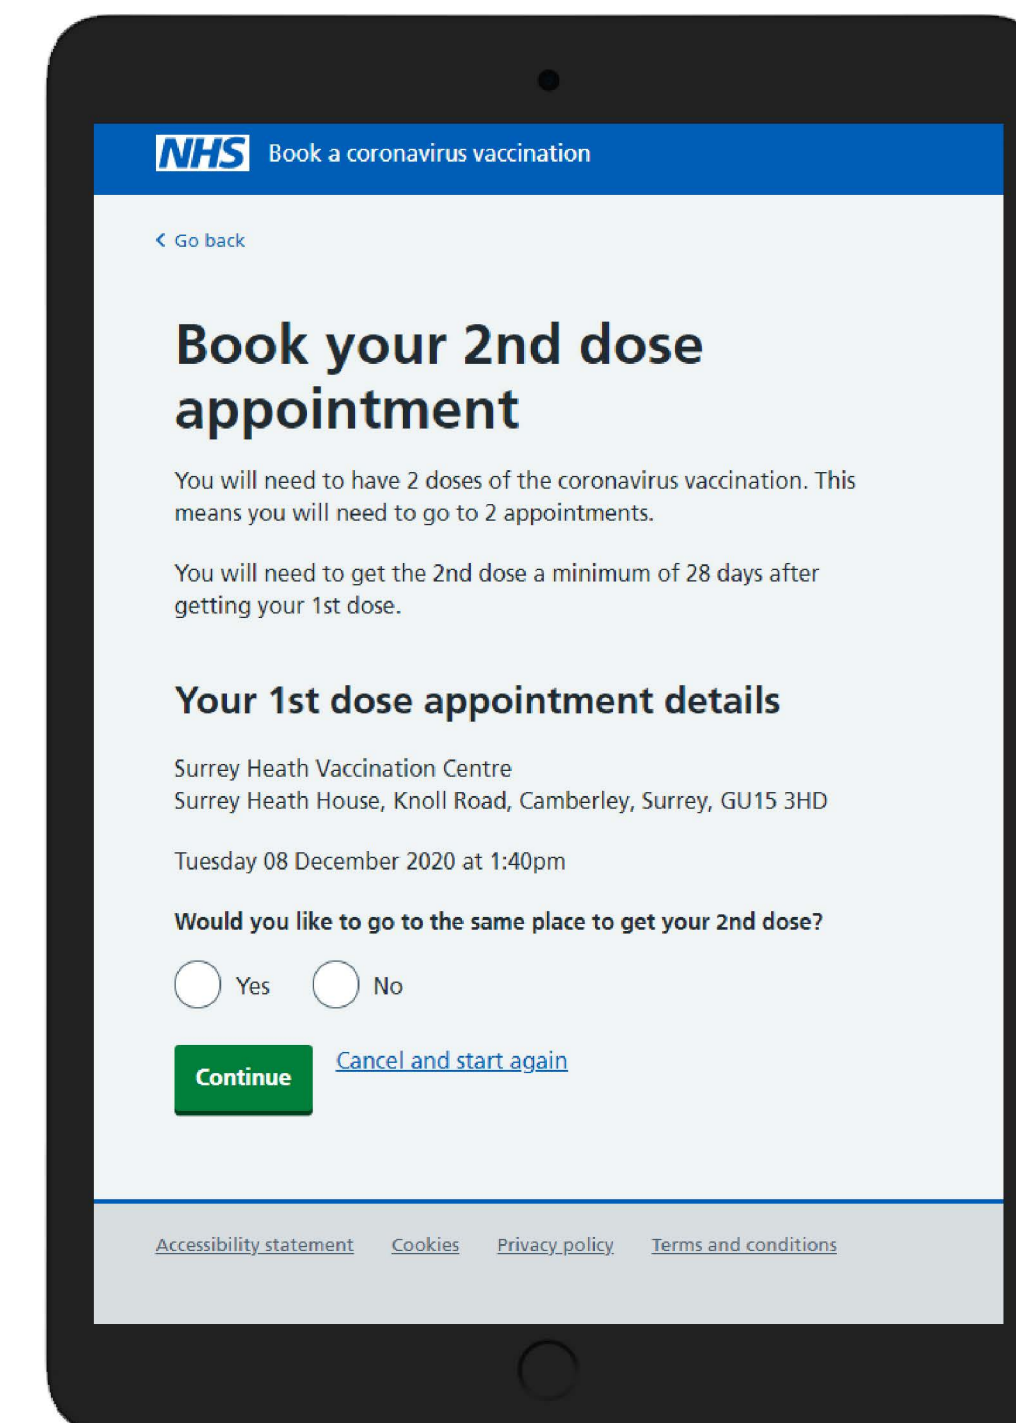 NHS Book a coronavirus vaccination
Go back
Book your 2nd dose
appointment
You will need to have 2 doses of the coronavirus vaccination. This
means you will need to go to 2 appointments.
You will need to get the 2nd dose a minimum of 28 days after
getting your 1st dose.
Your 1st dose appointment details
Surrey Heath Vaccination Centre
Surrey Heath House, Knoll Road, Camberley, Surrey, GU15 3HD
Tuesday 08 December 2020 at 1:40pm
Would you like to go to the same place to get your 2nd dose?
Yes No
Continue Cancel and start again
Accessibility statement Cookies Privacy policy Terms and conditions